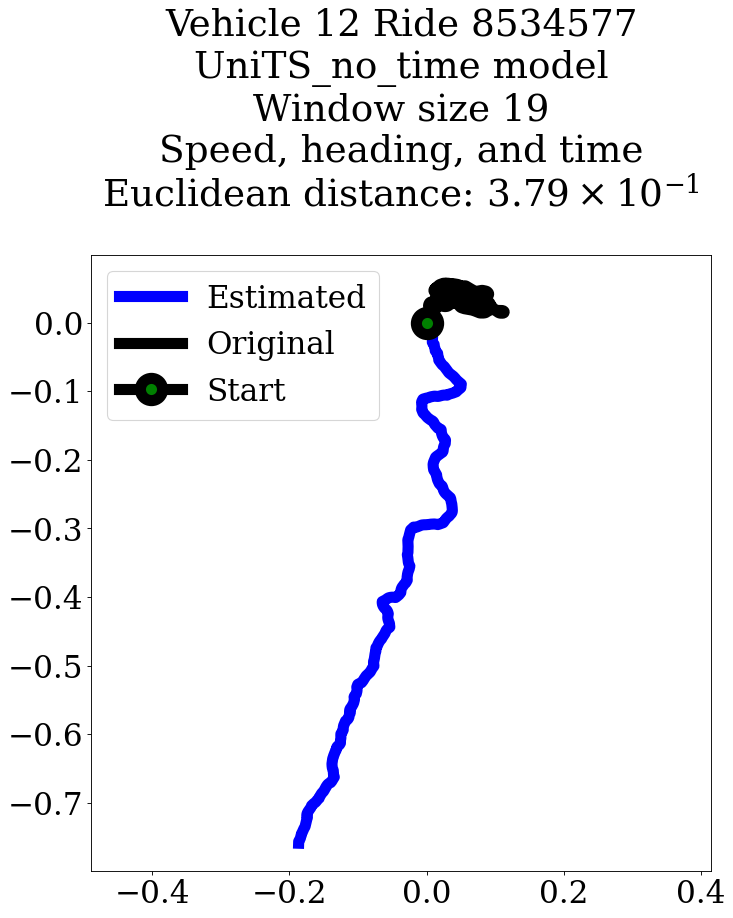 Vehicle 12 Ride 8534577
UniTS_no_time model
Window size 19
Speed, heading, and time
Euclidean distance: 3.79 × 10⁻¹
Estimated
Original
Start
0.0
−0.1
−0.2
−0.3
−0.4
−0.5
−0.6
−0.7
−0.4 −0.2 0.0 0.2 0.4